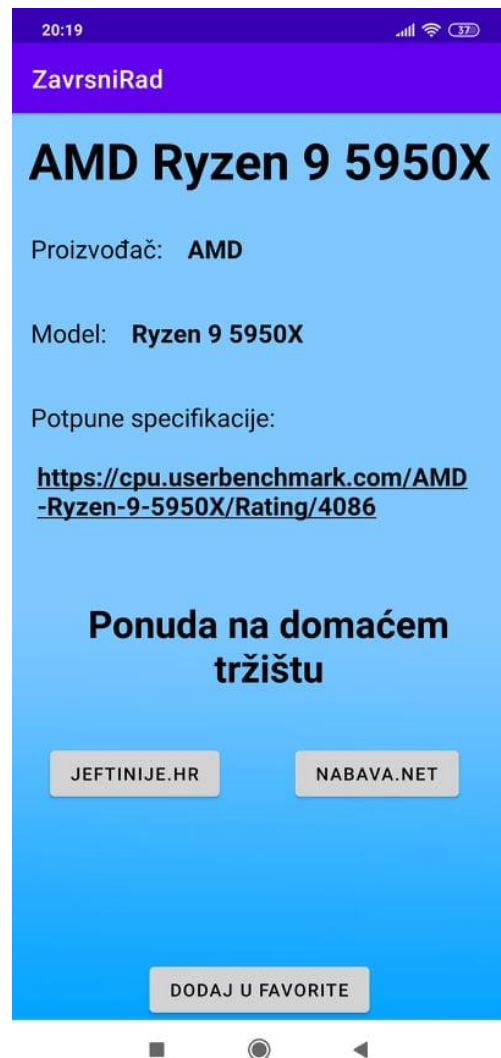 20:19
37
ZavrsniRad
AMD Ryzen 9 5950X
Proizvođač: AMD
Model: Ryzen 9 5950X
Potpune specifikacije:
https://cpu.userbenchmark.com/AMD
-Ryzen-9-5950X/Rating/4086
Ponuda na domaćem
tržištu
JEFTINIJE.HR NABAVA.NET
DODAJ U FAVORITE